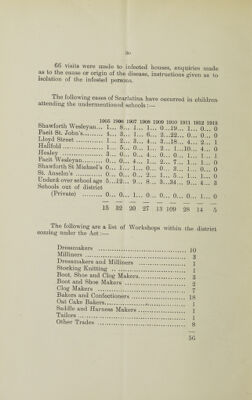 30
66 visits were made to infected houses, enquiries made
as to the cause or origin of the disease, instructions given as to
isolation of the infected persons.
The following cases of Scarlatina have occurred in children
attending the undermentioned schools:—
1905 1906 1907 1908 1909 1910 1911 1912 1913
Shawforth Wesleyan... 1... 8... 1... 1... 0...19... 1... 0... 0
Facit St. John's....... 4... 3... 1... 6... 2...22... 0... 0... 0
Lloyd Street ........... 1... 2... 3... 4... 3...18... 4... 2... 1
Hallfold ................ 1... 5... 0... 1... 2... 1...10... 4... 0
Healey .................. 3... 0... 0... 4... 0... 0... 1... 1... 1
Facit Wesleyan........ 0... 0... 4... 1... 2... 7... 1... 1... 0
Shawforth St Michael's 0... 1... 1... 0... 0... 3... 1... 0... 0
St. Anselm's ........... 0... 0... 0... 2... 1... 5... 1... 1... 0
Under& over school age 5...12... 9... 8... 3...34... 9... 4... 3
Schools out of district
(Private) ........ 0... 0... 1... 0... 0... 0... 0... 1... 0
15 32 20 27 13 109 28 14 5
The following are a list of Workshops within the district
coming under the Act:—
Dressmakers .............................. 10
Milliners .................................. 3
Dressmakers and Milliners .............. 1
Stocking Knitting ........................ 1
Boot, Shoe and Clog Makers............. 3
Boot and Shoe Makers ................... 2
Clog Makers ............................... 7
Bakers and Confectioners ............... 18
Oat Cake Bakers........................... 1
Saddle and Harness Makers ............. 1
Tailors....................................... 1
Other Trades .............................. 8
56